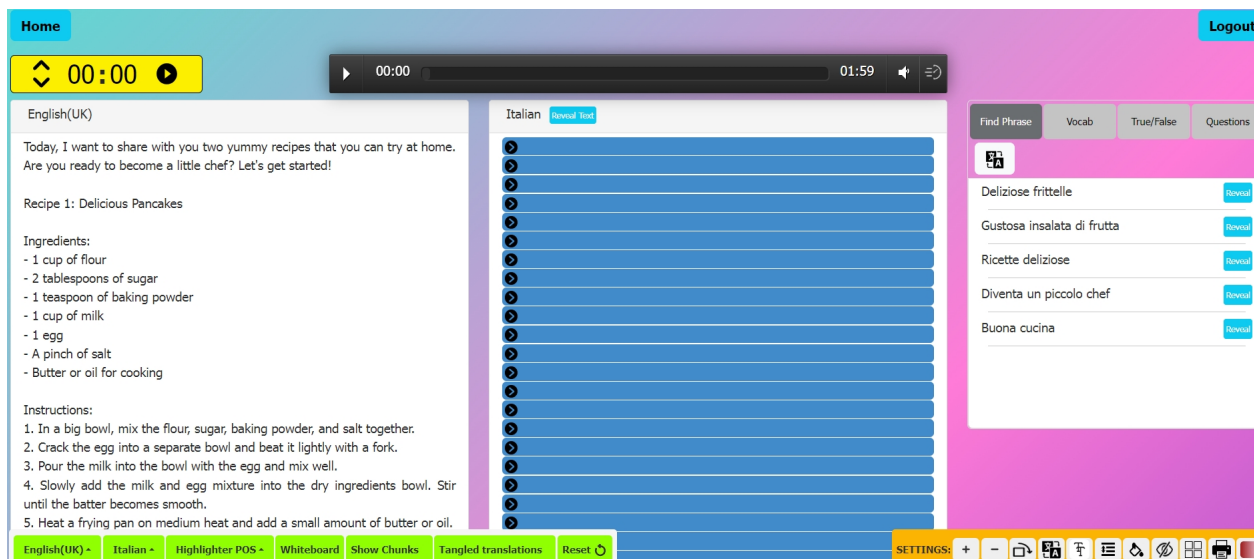 Home
Logout
00:00
00:00
01:59
English(UK)
Today, I want to share with you two yummy recipes that you can try at home.
Are you ready to become a little chef? Let's get started!
Recipe 1: Delicious Pancakes
Ingredients:
- 1 cup of flour
- 2 tablespoons of sugar
- 1 teaspoon of baking powder
- 1 cup of milk
- 1 egg
- A pinch of salt
- Butter or oil for cooking
Instructions:
1. In a big bowl, mix the flour, sugar, baking powder, and salt together.
2. Crack the egg into a separate bowl and beat it lightly with a fork.
3. Pour the milk into the bowl with the egg and mix well.
4. Slowly add the milk and egg mixture into the dry ingredients bowl. Stir
until the batter becomes smooth.
5. Heat a frying pan on medium heat and add a small amount of butter or oil.
Italian Reveal Text
Find Phrase Vocab True/False Questions
Deliziose frittelle Reveal
Gustosa insalata di frutta Reveal
Ricette deliziose Reveal
Diventa un piccolo chef Reveal
Buona cucina Reveal
English(UK) Italian Highlighter POS Whiteboard Show Chunks Tangled translations Reset
SETTINGS: + -